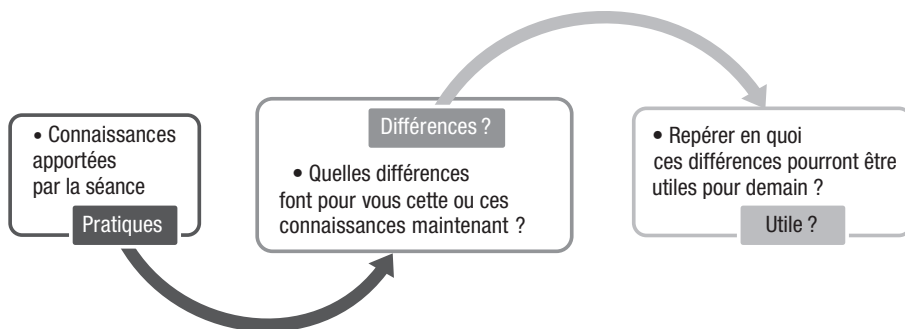 • Connaissances
apportées
par la séance
Pratiques
Différences ?
• Quelles différences
font pour vous cette ou ces
connaissances maintenant ?
• Repérer en quoi
ces différences pourront être
utiles pour demain ?
Utile ?